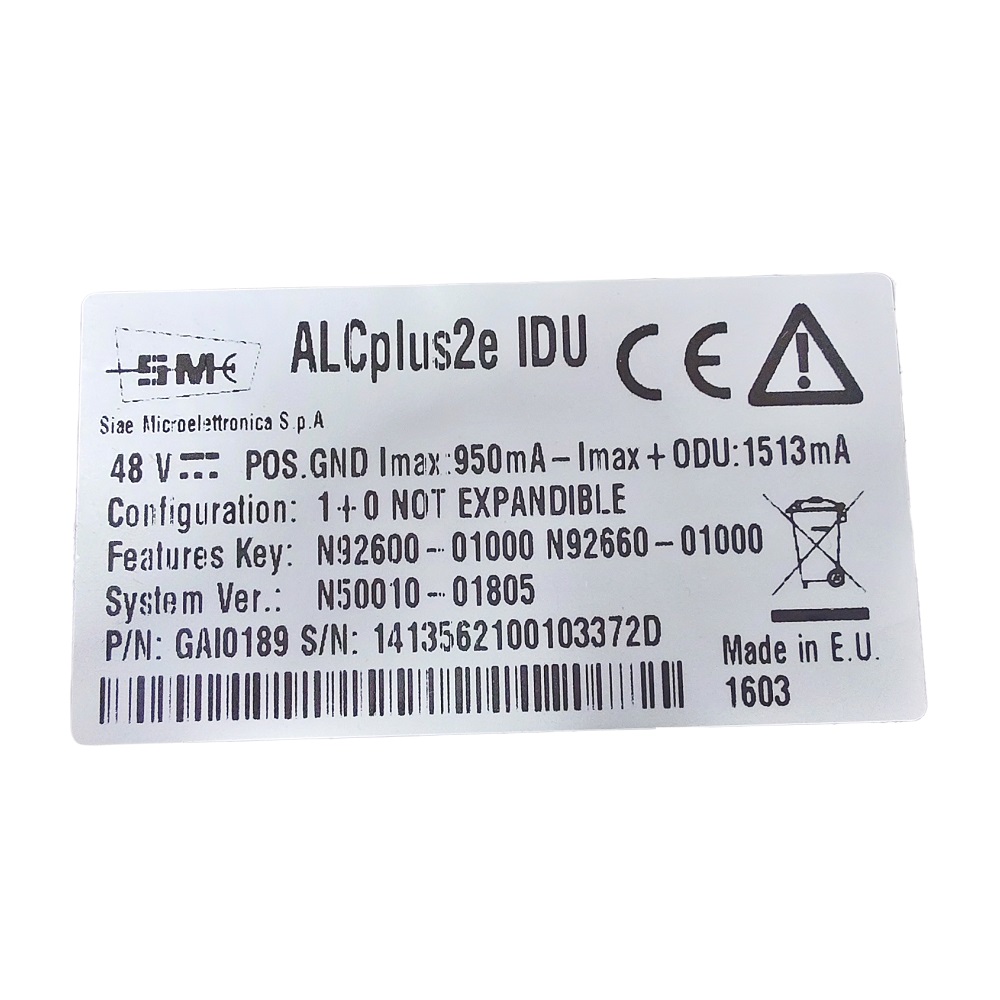 SM
ALCplus2e IDU
CE
Siae Microelettronica S.p.A
48 V POS.GND Imax:950mA-Imax+ODU:1513mA
Configuration: 1+0 NOT EXPANDIBLE
Features Key: N92600-01000 N92660-01000
System Ver.: N50010-01805
P/N: GAI0189 S/N: 1413562100103372D
Made in E.U.
1603